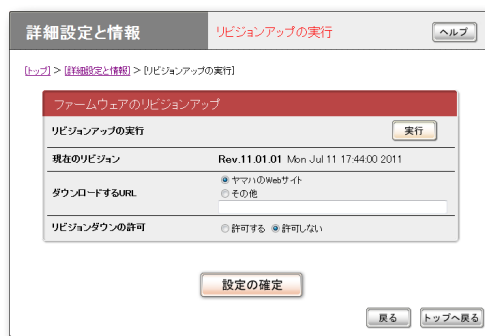 詳細設定と情報
リビジョンアップの実行
ヘルプ
[トップ] > [詳細設定と情報] > [リビジョンアップの実行]
ファームウェアのリビジョンアップ
リビジョンアップの実行
実行
現在のリビジョン
Rev.11.01.01 Mon Jul 11 17:44:00 2011
ダウンロードするURL
ヤマハのWebサイト
その他
リビジョンダウンの許可
許可する 許可しない
設定の確定
戻る
トップへ戻る